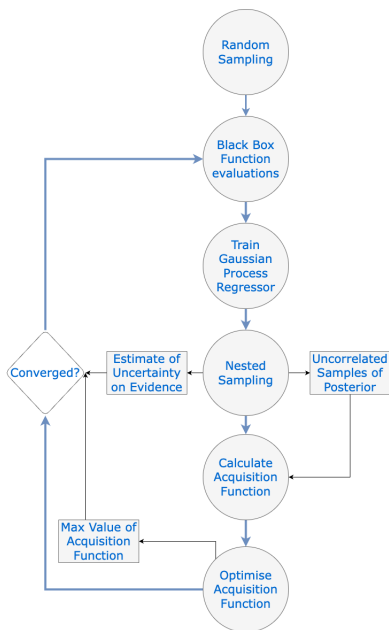 Random
Sampling
Black Box
Function
evaluations
Train
Gaussian
Process
Regressor
Converged?
Estimate of
Uncertainty
on Evidence
Nested
Sampling
Uncorrelated
Samples of
Posterior
Calculate
Acquisition
Function
Max Value of
Acquisition
Function
Optimise
Acquisition
Function